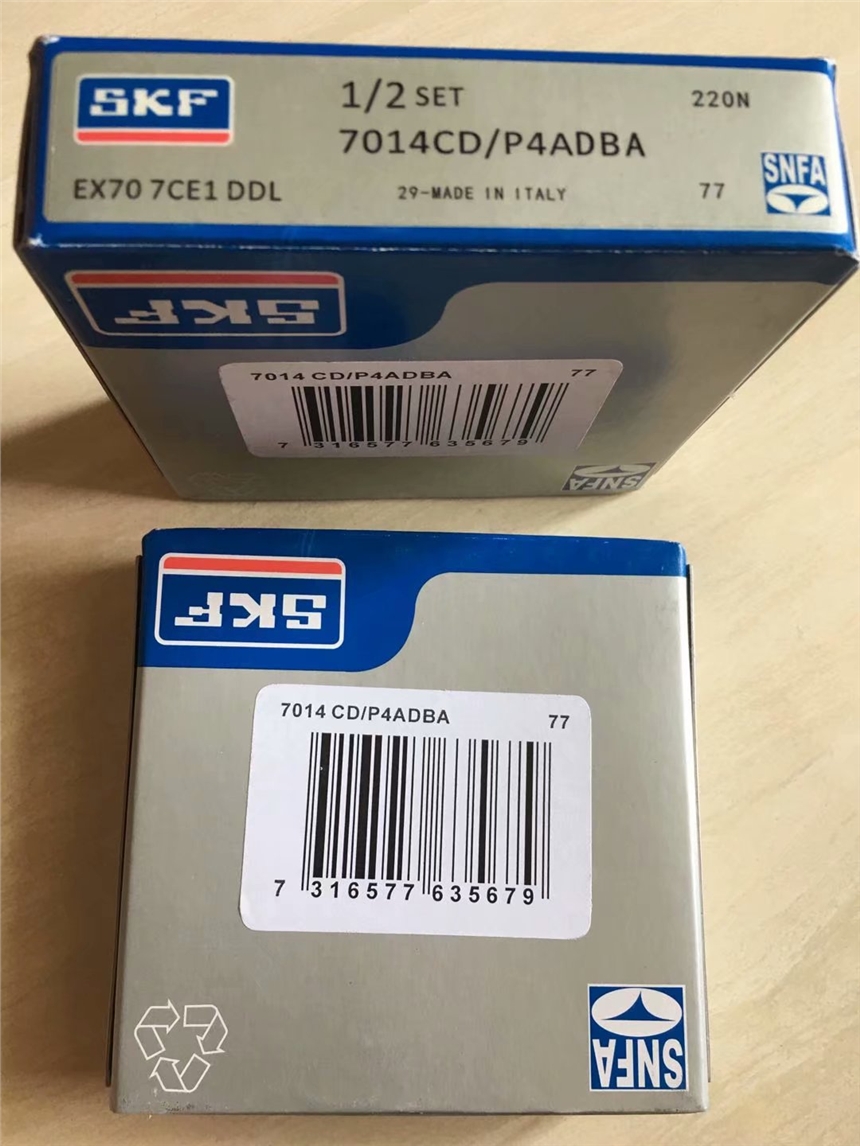 SKF
1/2 SET
220N
7014CD/P4ADBA
EX70 7CE1 DDL
29-MADE IN ITALY
77
SNFA
SKF
7014 CD/P4ADBA 77
7 316577 635679
SNFA
SKF
7014 CD/P4ADBA 77
7 316577 635679
SNFA